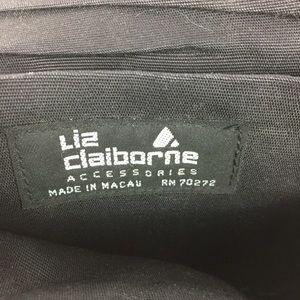 Liz
claiborne
ACCESSORIES
MADE IN MACAU RN 70272